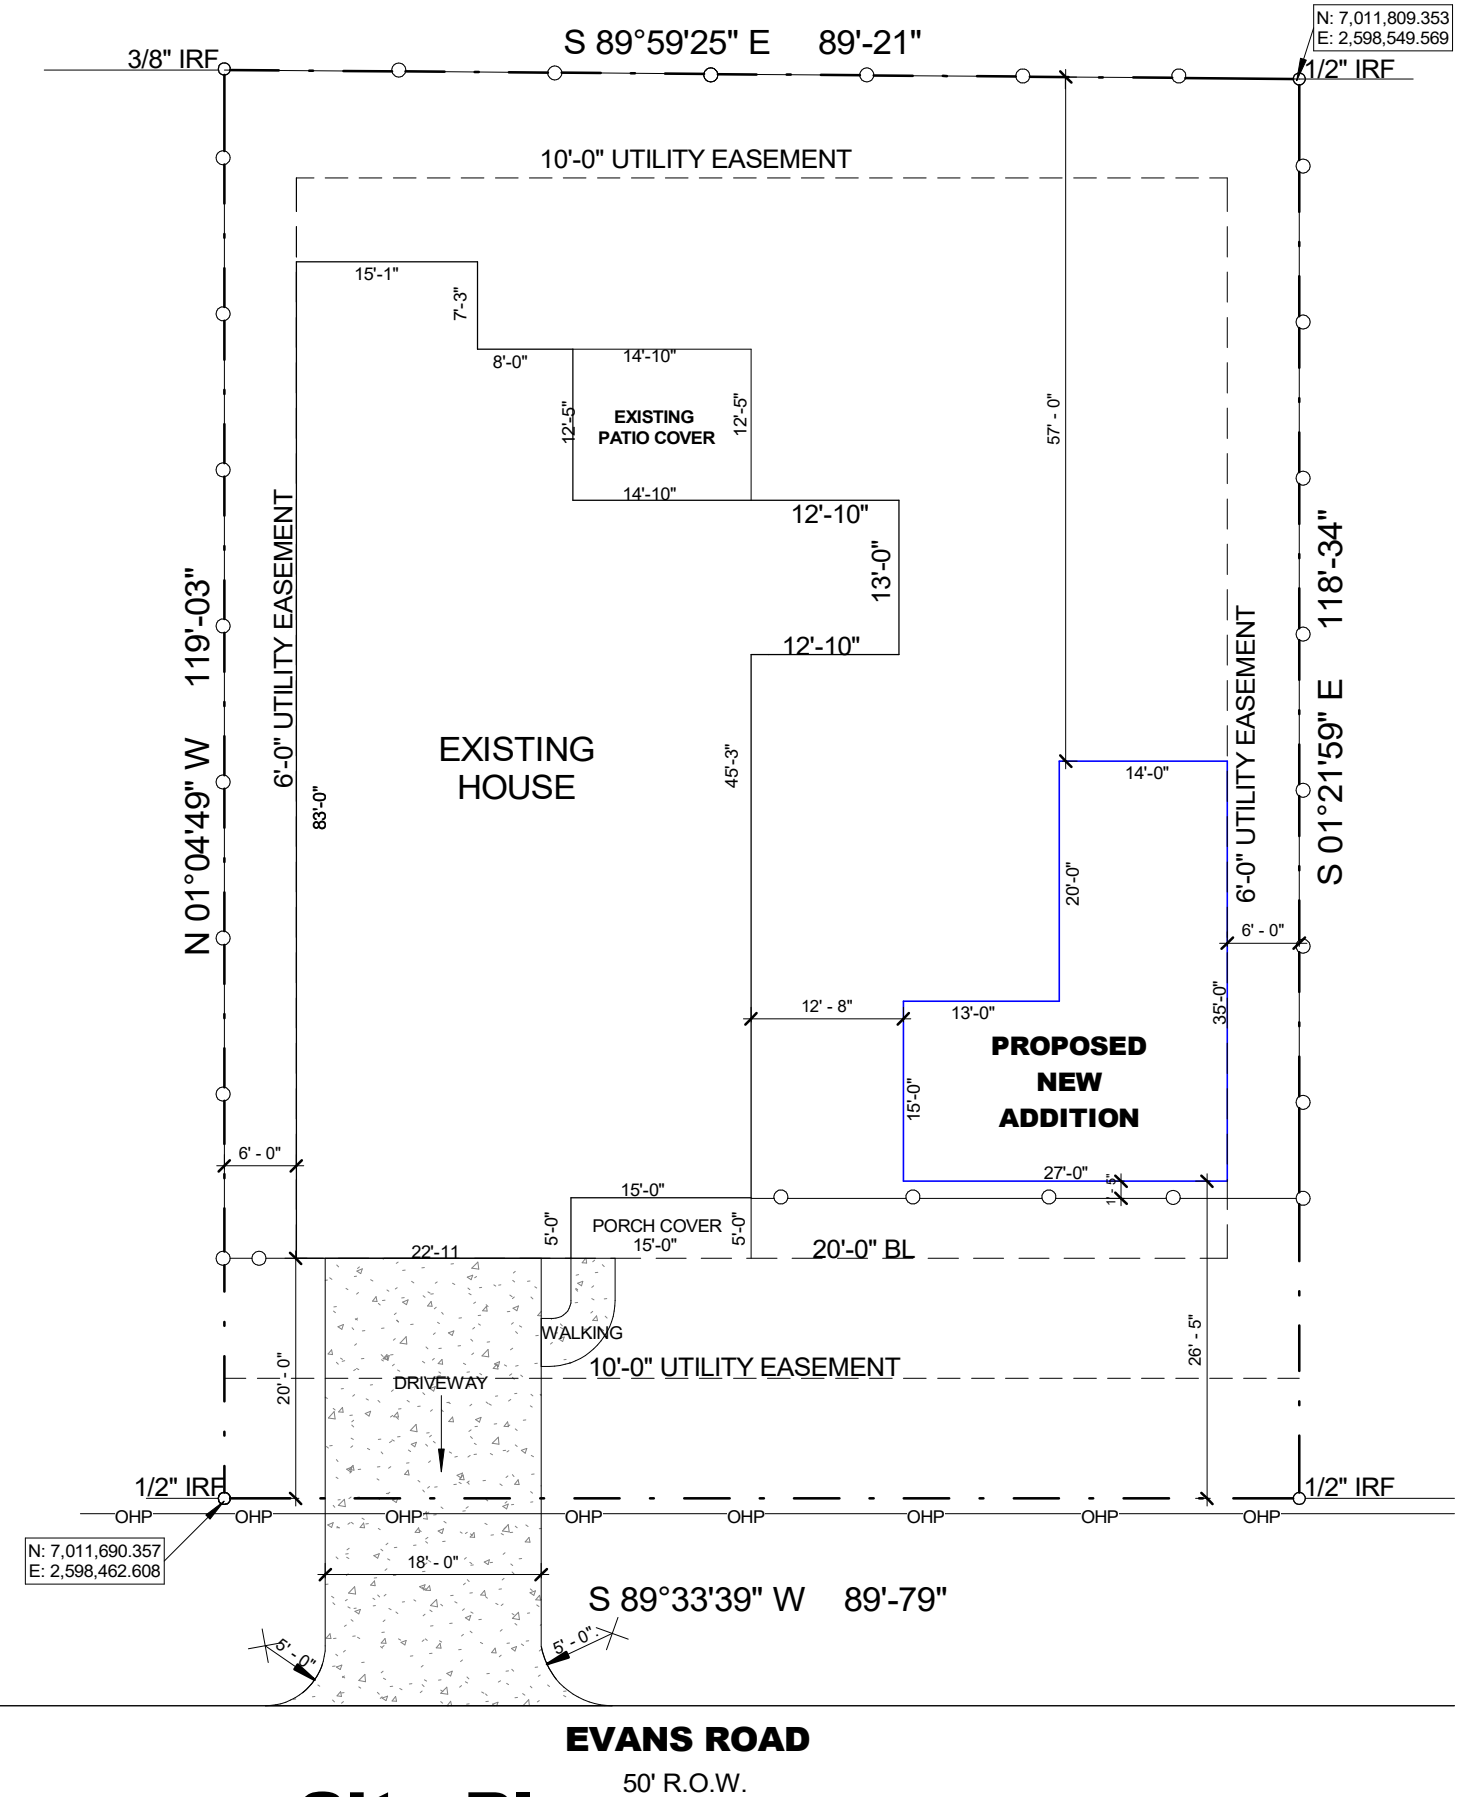 N: 7,011,809.353
E: 2,598,549.569
S 89°59'25" E 89'-21"
3/8" IRF
1/2" IRF
10'-0" UTILITY EASEMENT
15'-1"
7'-3"
8'-0"
14'-10"
12'-5"
EXISTING
PATIO COVER
12'-5"
57' - 0"
14'-10"
12'-10"
13'-0"
12'-10"
6'-0" UTILITY EASEMENT
N 01°04'49" W 119'-03"
S 01°21'59" E 118'-34"
6'-0" UTILITY EASEMENT
EXISTING
HOUSE
45'-3"
83'-0"
14'-0"
20'-0"
6' - 0"
12' - 8"
13'-0"
35'-0"
PROPOSED
NEW
ADDITION
15'-0"
6' - 0"
27'-0"
1' - 5"
15'-0"
5'-0"
PORCH COVER
15'-0"
5'-0"
22'-11
20'-0" BL
WALKING
26' - 5"
10'-0" UTILITY EASEMENT
20' - 0"
DRIVEWAY
1/2" IRF
1/2" IRF
OHP OHP OHP OHP OHP OHP OHP OHP
N: 7,011,690.357
E: 2,598,462.608
18' - 0"
S 89°33'39" W 89'-79"
5' - 0"
5' - 0"
EVANS ROAD
50' R.O.W.